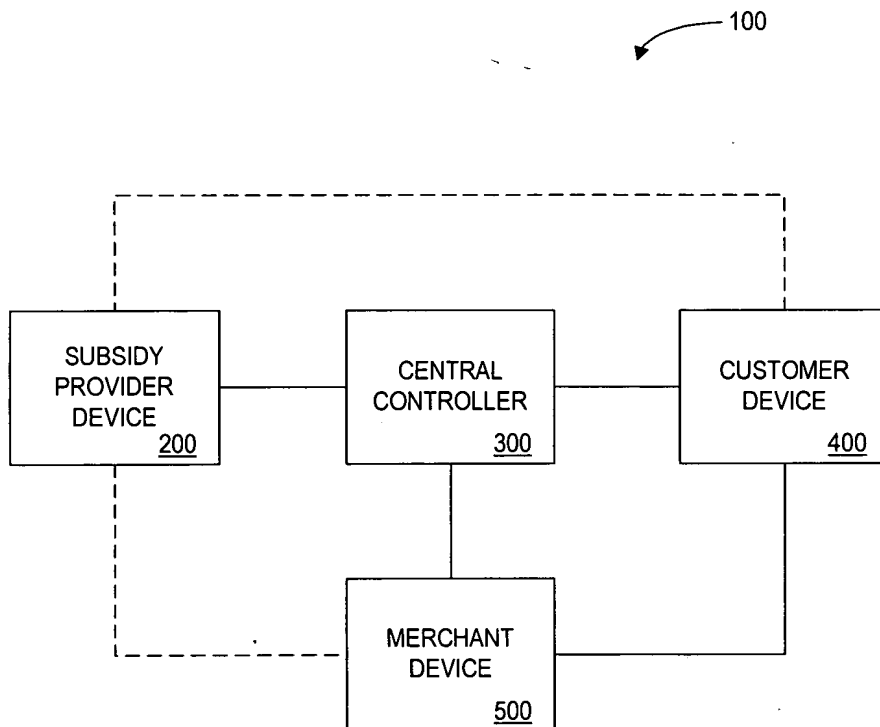 100
SUBSIDY
PROVIDER
DEVICE
200
CENTRAL
CONTROLLER
300
CUSTOMER
DEVICE
400
MERCHANT
DEVICE
500